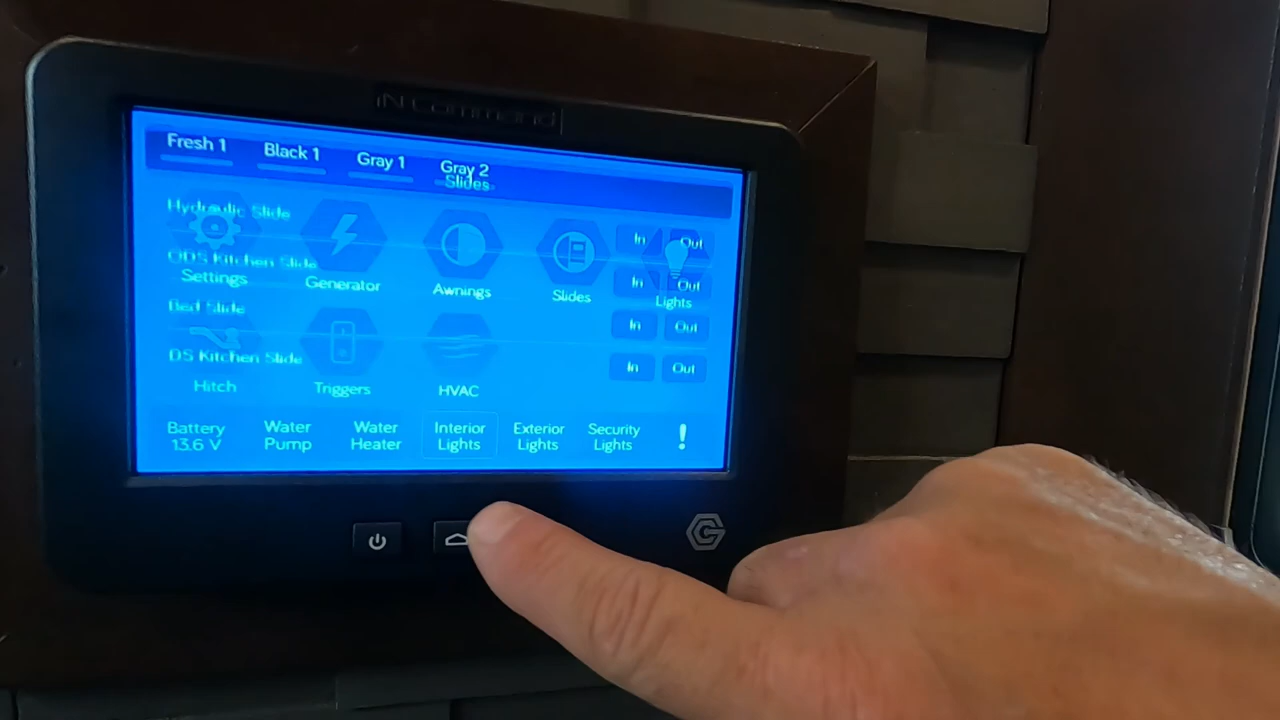 iN Command
Fresh 1 Black 1 Gray 1 Gray 2
Slides
Hydraulic Slide In Out
ODS Kitchen Slide In Out
Settings Generator Awnings Slides Lights
Bed Slide In Out
DS Kitchen Slide In Out
Hitch Triggers HVAC
Battery Water Water Interior Exterior Security !
13.6 V Pump Heater Lights Lights Lights